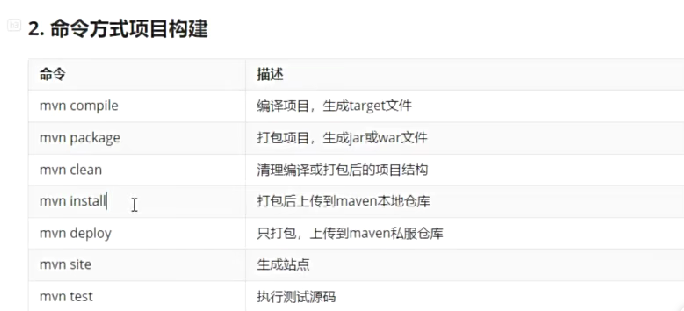 2. 命令方式项目构建
命令 描述
mvn compile 编译项目，生成target文件
mvn package 打包项目，生成jar或war文件
mvn clean 清理编译或打包后的项目结构
mvn install 打包后上传到maven本地仓库
mvn deploy 只打包，上传到maven私服仓库
mvn site 生成站点
mvn test 执行测试源码